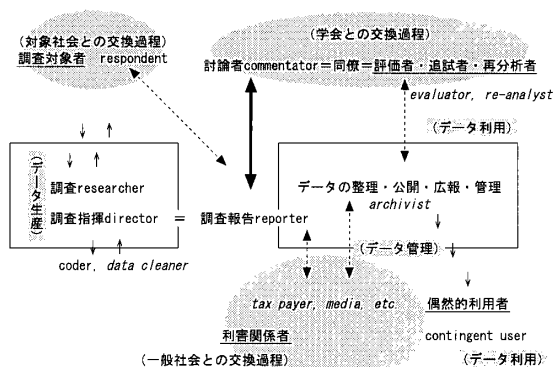 (対象社会との交換過程)
調査対象者 respondent
(学会との交換過程)
討論者commentator=同僚=評価者・追試者・再分析者
evaluator, re-analyst
(データ利用)
(データ生産)
調査researcher
調査指揮director = 調査報告reporter
データの整理・公開・広報・管理
archivist
(データ管理)
coder, data cleaner
tax payer, media, etc
偶然的利用者
利害関係者
contingent user
(一般社会との交換過程)
(データ利用)